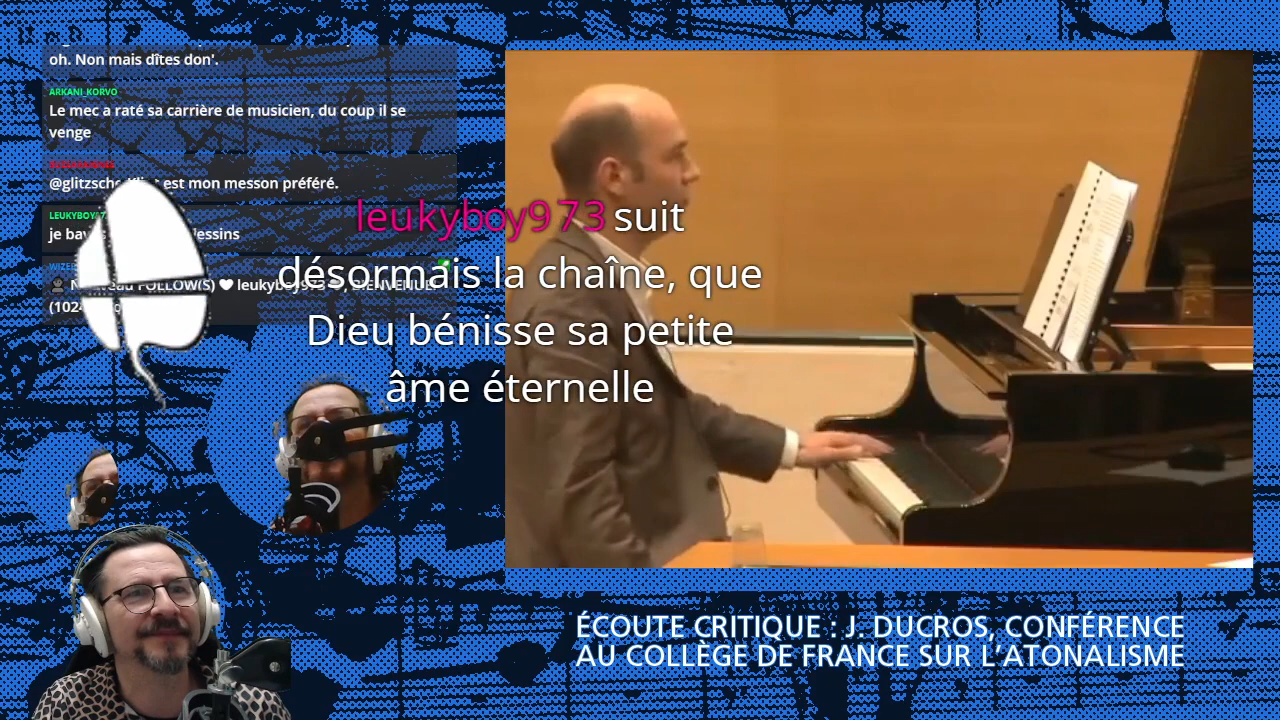 oh. Non mais dîtes don'.
ARKANI_KORVO
Le mec a raté sa carrière de musicien, du coup il se
venge
est mon messon préféré.
je
suit
leukyboy973 suit
désormais la chaîne, que
Dieu bénisse sa petite
âme éternelle
FOLLOW(S)
ÉCOUTE CRITIQUE : J. DUCROS, CONFÉRENCE
AU COLLÈGE DE FRANCE SUR L'ATONALISME